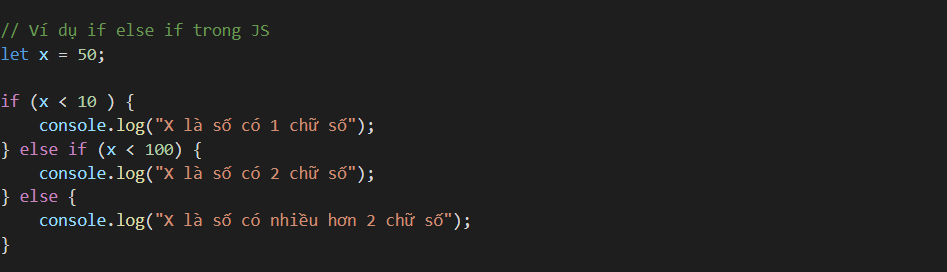 // Ví dụ if else if trong JS
let x = 50;
if (x < 10 ) {
console.log("X là số có 1 chữ số");
} else if (x < 100) {
console.log("X là số có 2 chữ số");
} else {
console.log("X là số có nhiều hơn 2 chữ số");
}